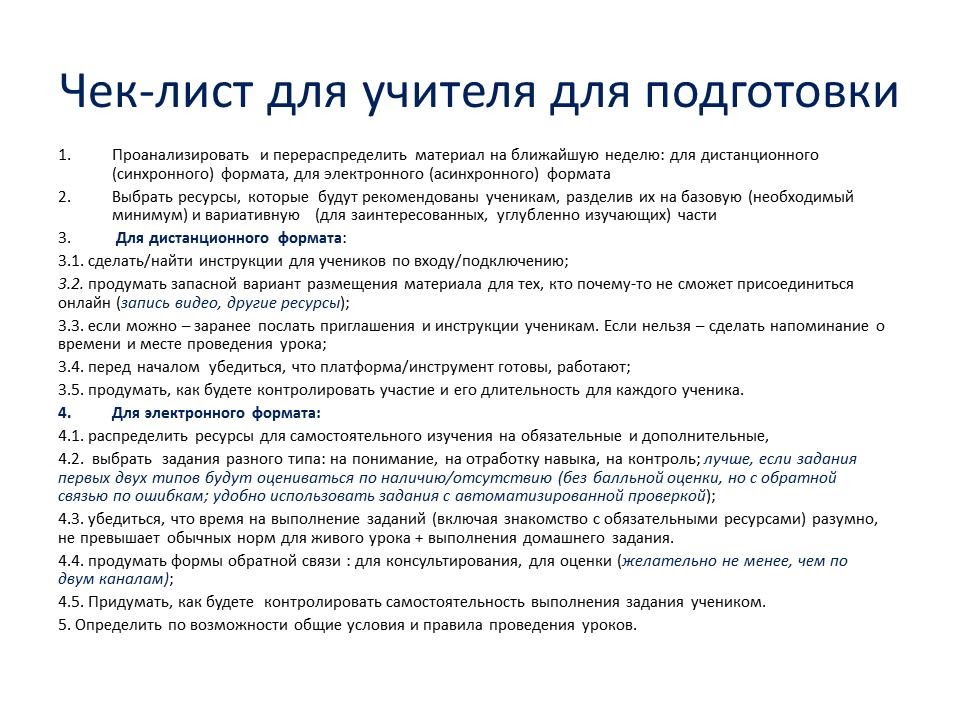 Чек-лист для учителя для подготовки
1. Проанализировать и перераспределить материал на ближайшую неделю: для дистанционного
(синхронного) формата, для электронного (асинхронного) формата
2. Выбрать ресурсы, которые будут рекомендованы ученикам, разделив их на базовую (необходимый
минимум) и вариативную (для заинтересованных, углубленно изучающих) части
3. Для дистанционного формата:
3.1. сделать/найти инструкции для учеников по входу/подключению;
3.2. продумать запасной вариант размещения материала для тех, кто почему-то не сможет присоединиться
онлайн (запись видео, другие ресурсы);
3.3. если можно – заранее послать приглашения и инструкции ученикам. Если нельзя – сделать напоминание о
времени и месте проведения урока;
3.4. перед началом убедиться, что платформа/инструмент готовы, работают;
3.5. продумать, как будете контролировать участие и его длительность для каждого ученика.
4. Для электронного формата:
4.1. распределить ресурсы для самостоятельного изучения на обязательные и дополнительные,
4.2. выбрать задания разного типа: на понимание, на отработку навыка, на контроль; лучше, если задания
первых двух типов будут оцениваться по наличию/отсутствию (без балльной оценки, но с обратной
связью по ошибкам; удобно использовать задания с автоматизированной проверкой);
4.3. убедиться, что время на выполнение заданий (включая знакомство с обязательными ресурсами) разумно,
не превышает обычных норм для живого урока + выполнения домашнего задания.
4.4. продумать формы обратной связи : для консультирования, для оценки (желательно не менее, чем по
двум каналам);
4.5. Придумать, как будете контролировать самостоятельность выполнения задания учеником.
5. Определить по возможности общие условия и правила проведения уроков.